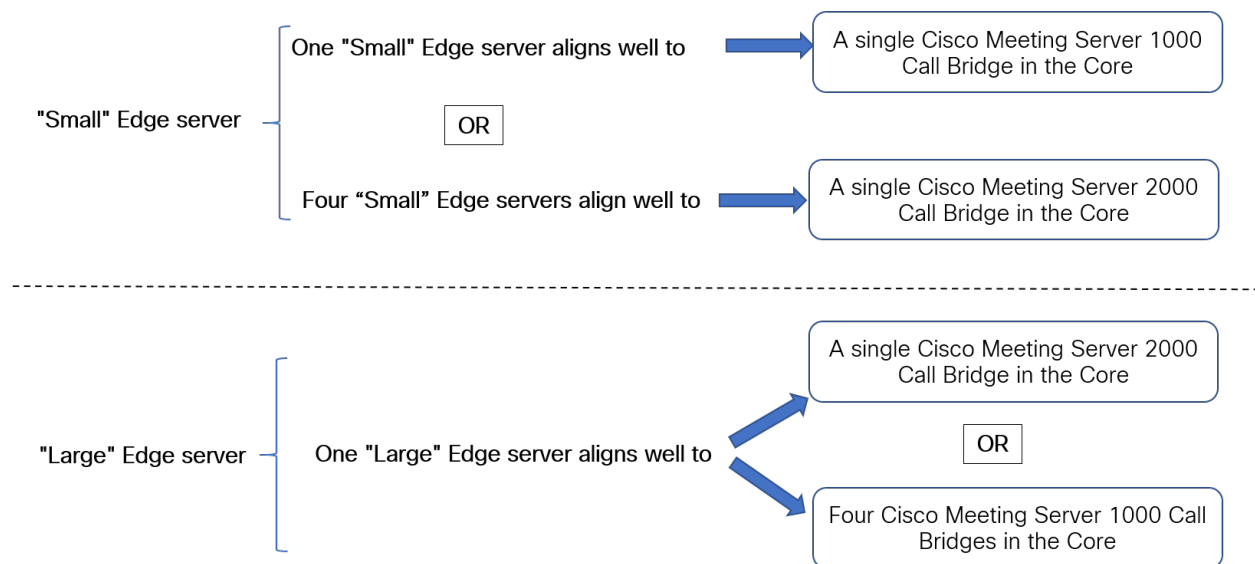 "Small" Edge server
One "Small" Edge server aligns well to
A single Cisco Meeting Server 1000
Call Bridge in the Core
OR
Four “Small” Edge servers align well to
A single Cisco Meeting Server 2000
Call Bridge in the Core
"Large" Edge server
One "Large" Edge server aligns well to
A single Cisco Meeting Server 2000
Call Bridge in the Core
OR
Four Cisco Meeting Server 1000 Call
Bridges in the Core